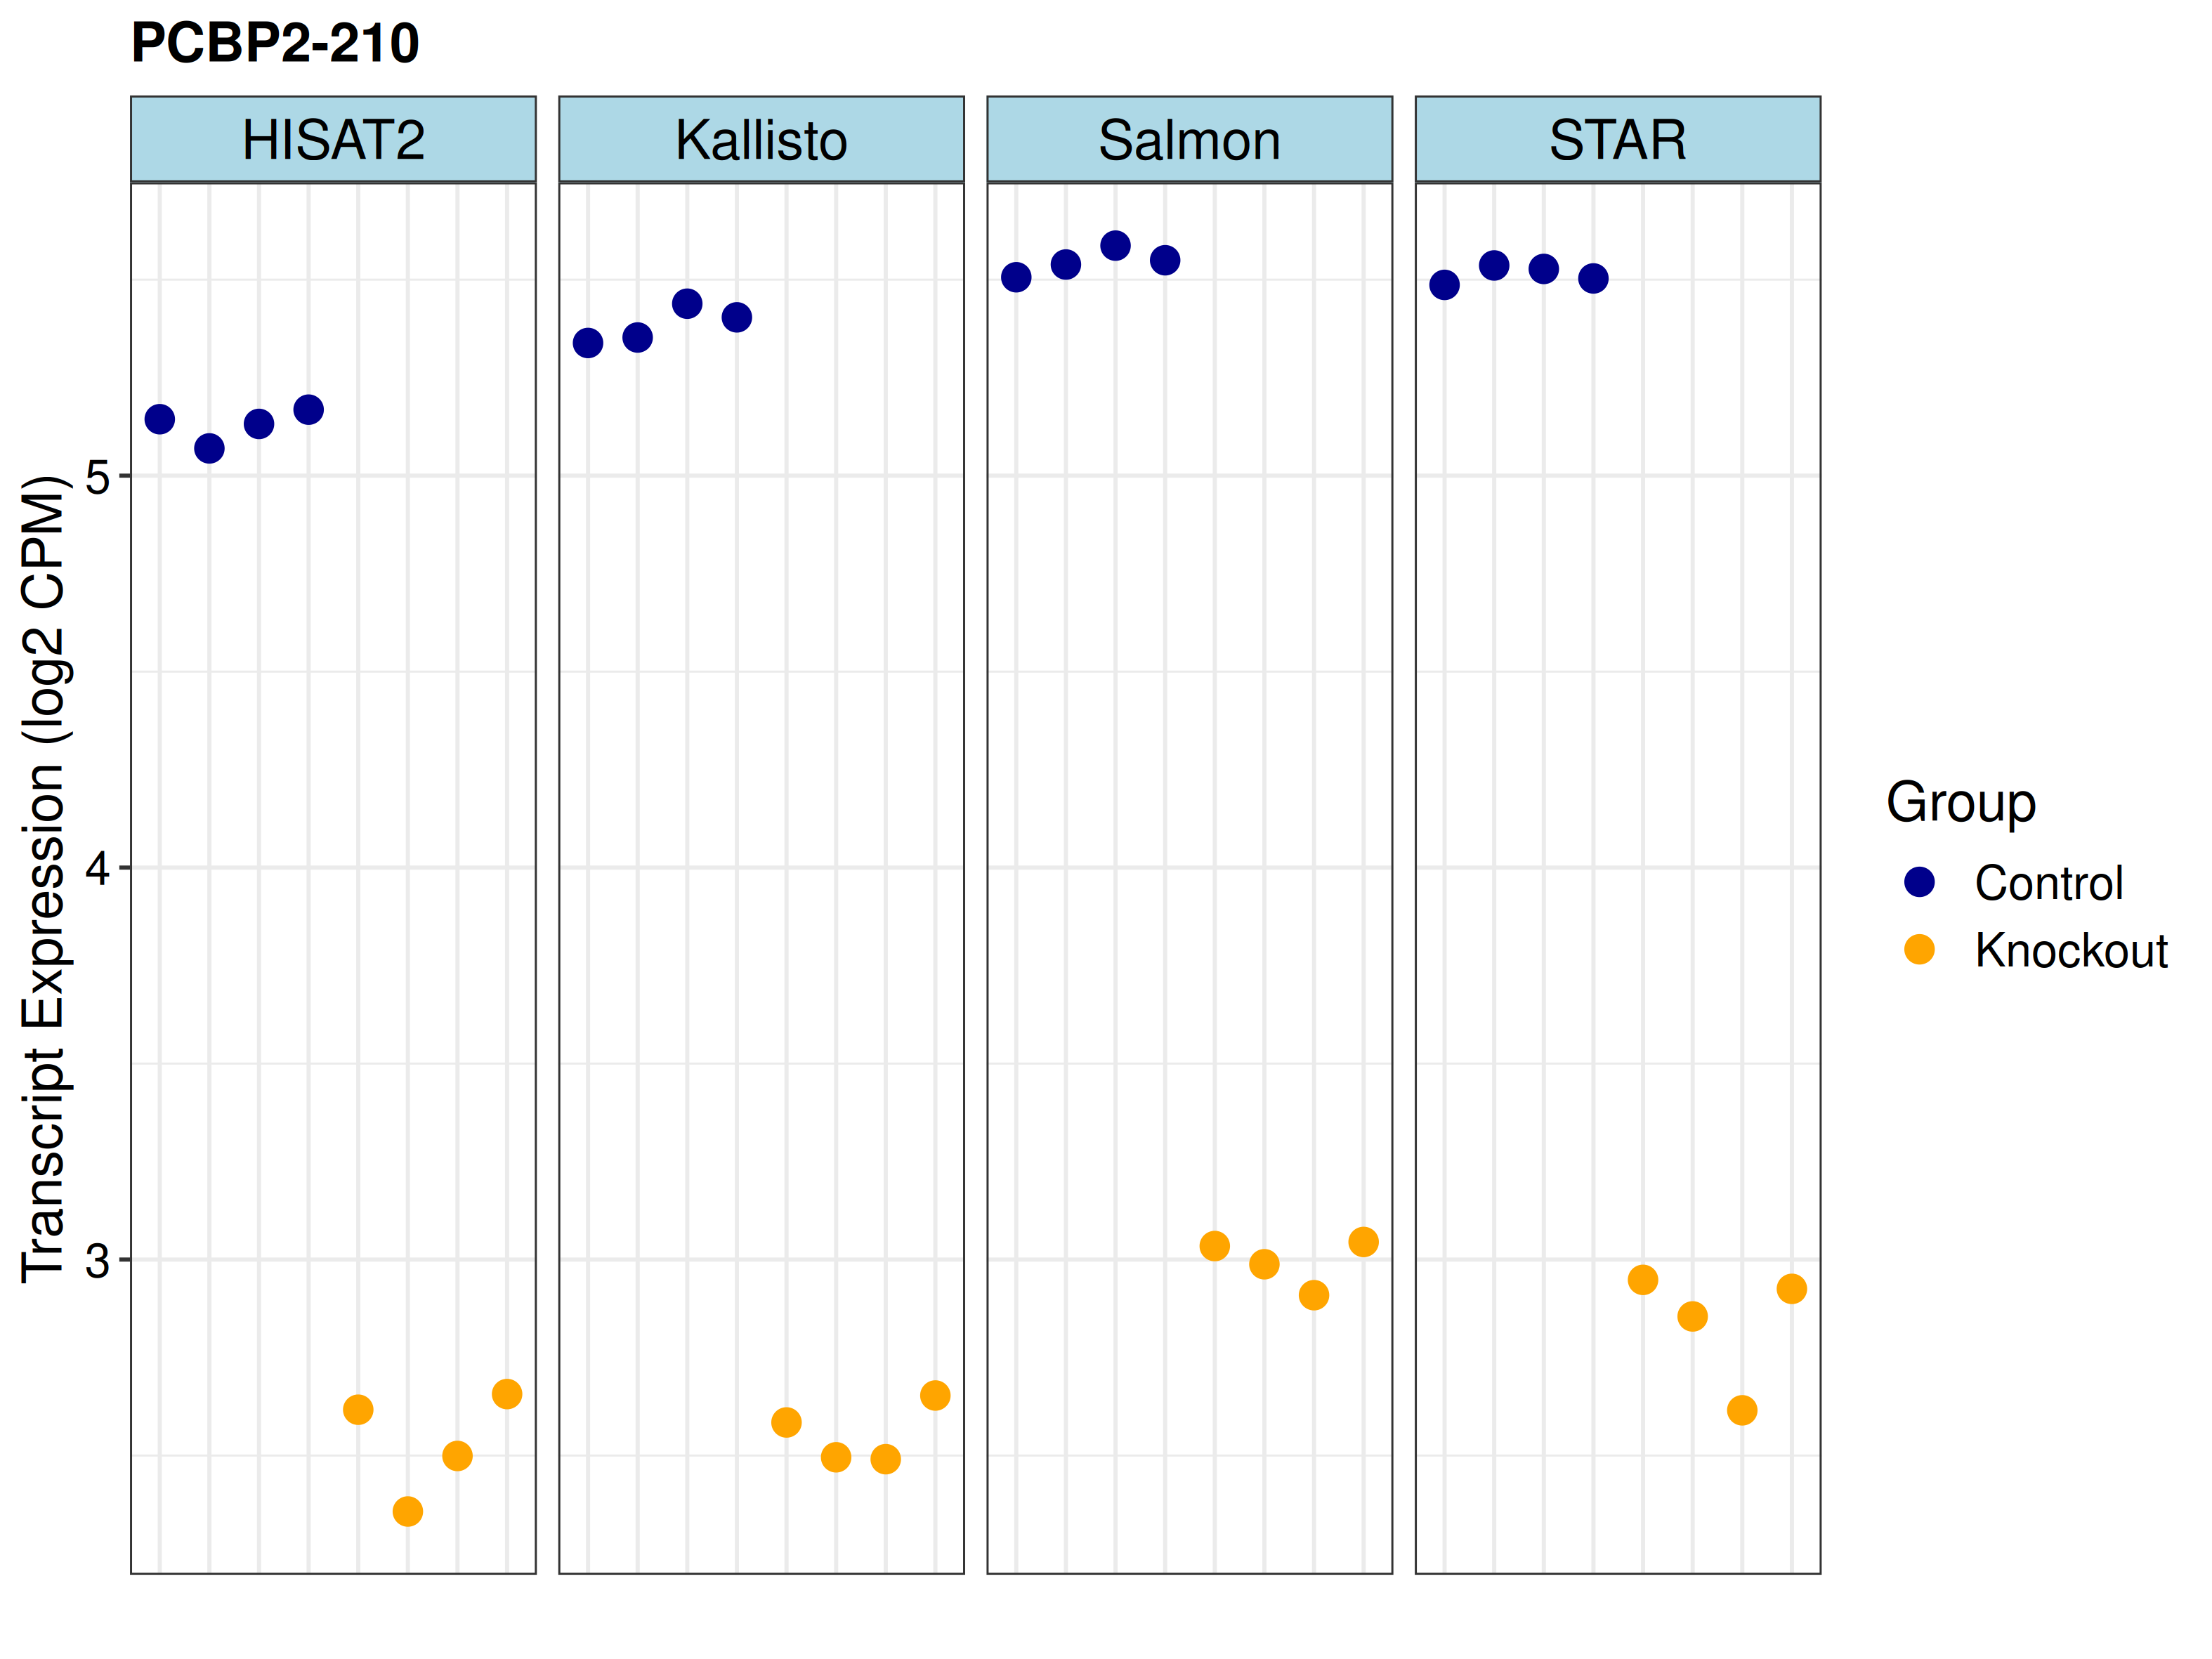 PCBP2-210
HISAT2
Kallisto
Salmon
STAR
Transcript Expression (log2 CPM)
5
4
3
Group
Control
Knockout